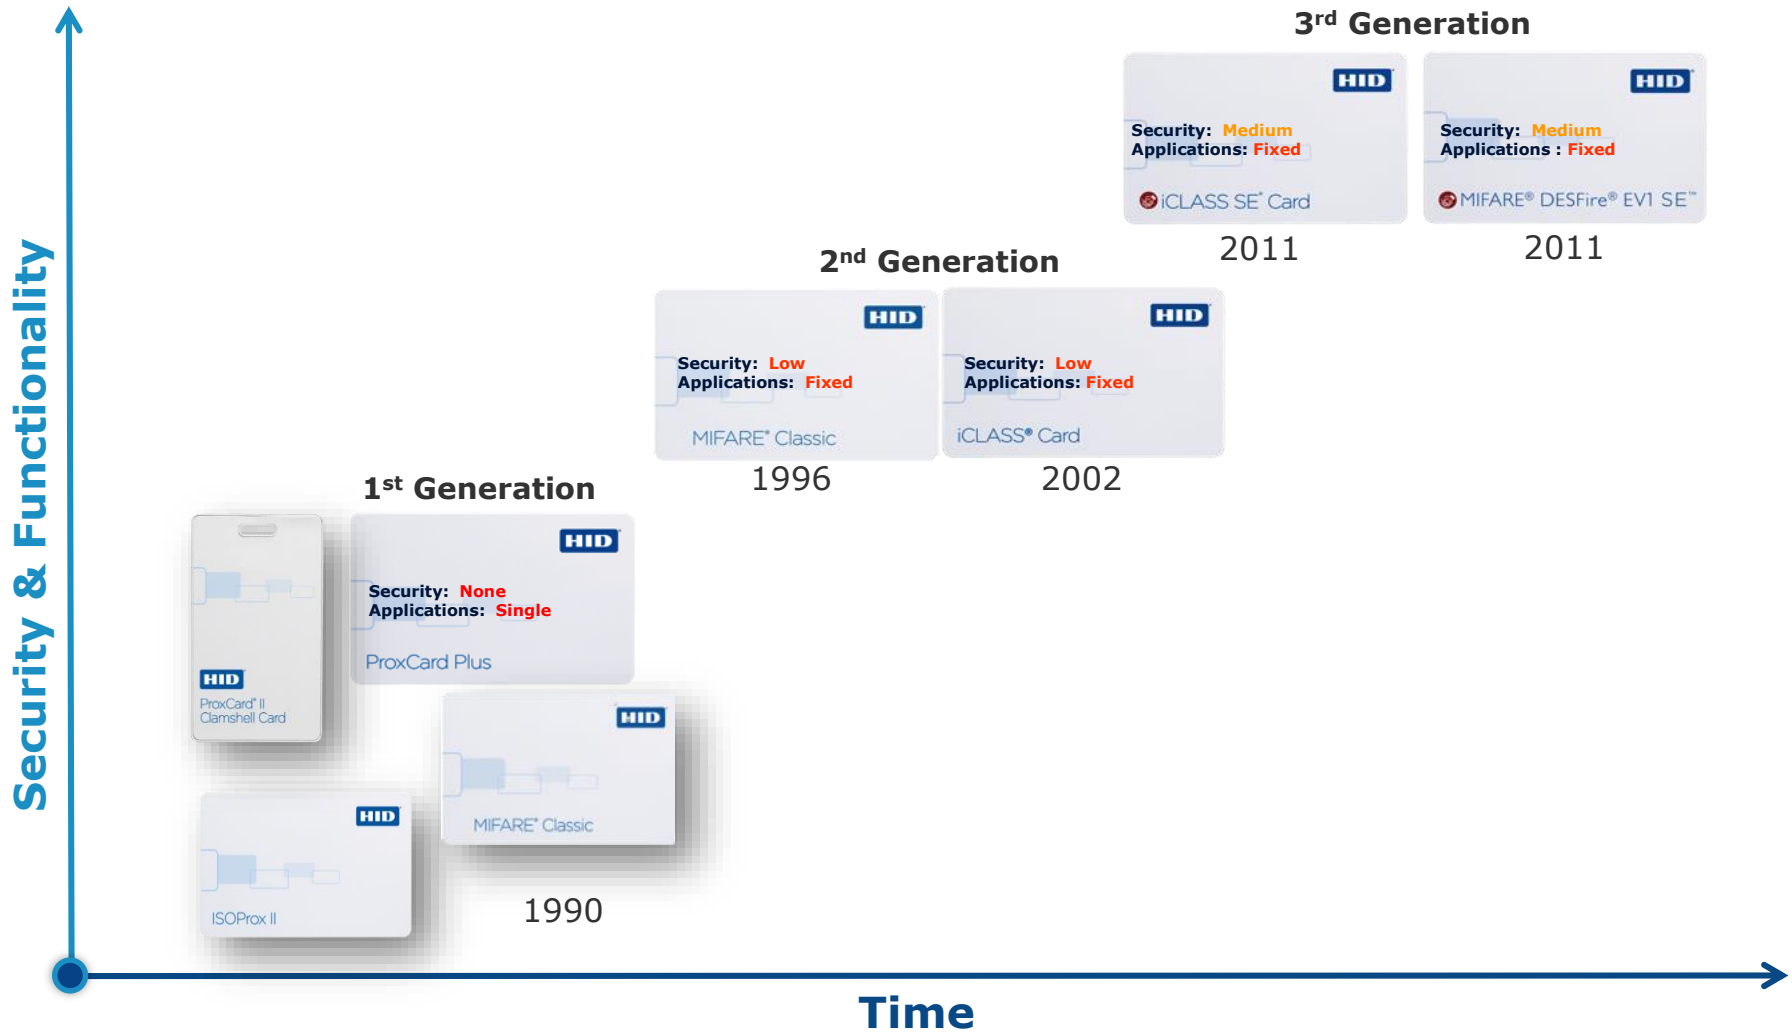 3rd Generation
HID
HID
Security: Medium
Applications: Fixed
Security: Medium
Applications : Fixed
iCLASS SE® Card
MIFARE® DESFire® EV1 SE™
2011
2011
2nd Generation
HID
HID
Security: Low
Applications: Fixed
Security: Low
Applications: Fixed
MIFARE® Classic
iCLASS® Card
1996
2002
1st Generation
HID
Security: None
Applications: Single
ProxCard Plus
HID
ProxCard® II
Clamshell Card
HID
MIFARE® Classic
HID
ISOProx II
1990
Security & Functionality
Time